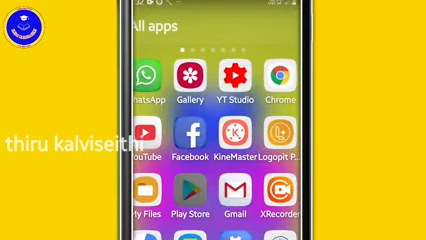 All apps
WhatsApp Gallery YT Studio Chrome
thiru kalviseithi
YouTube Facebook KineMaster Logopit P...
My Files Play Store Gmail XRecorder